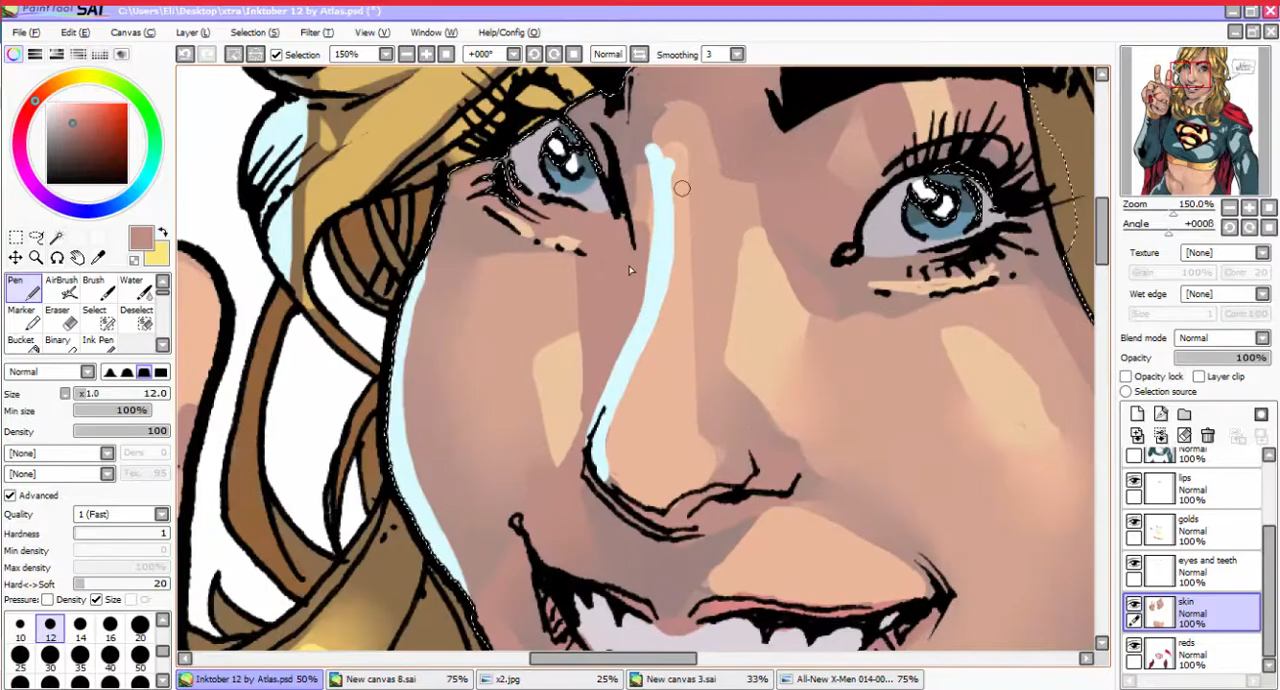 PaintTool SAI C:\Users\Eli\Desktop\xtra\Inktober 12 by Atlas.psd (*)
File (F) Edit (E) Canvas (C) Layer (L) Selection (S) Filter (T) View (V) Window (W) Help/Config (O)
Selection 150% +000° Normal Smoothing 3
Zoom 150.0%
Angle +000ß
Texture [None]
Grain 100% Contr 20
Wet edge [None]
Size 1 Contr 100
Blend mode Normal
Opacity 100%
Opacity lock Layer clip
Selection source
Normal
100%
lips
Normal
100%
golds
Normal
100%
eyes and teeth
Normal
100%
skin
Normal
100%
reds
Normal
100%
Pen AirBrush Brush Water
Marker Eraser Select Deselect
Bucket Binary Ink Pen
Normal
Size x1.0 12.0
Min size 100%
Density 100
[None] Dens 0
[None] Tex. 95
Advanced
Quality 1 (Fast)
Hardness 1
Min density 0
Max density 100%
Hard<->Soft 20
Pressure: Density Size Clr
10 12 14 16 20
25 30 35 40 50
Inktober 12 by Atlas.psd 50% New canvas 8.sai 75% x2.jpg 25% New canvas 3.sai 33% All-New X-Men 014-00... 75%